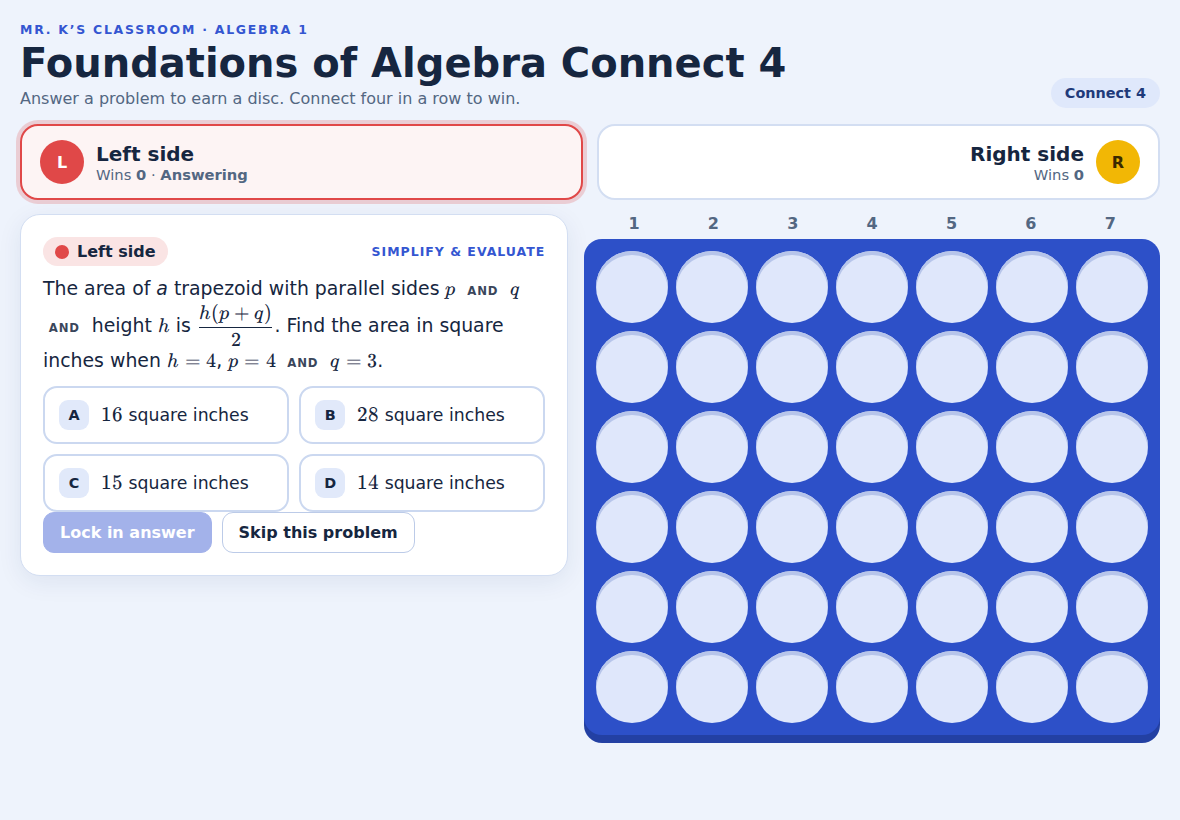 MR. K’S CLASSROOM · ALGEBRA 1
Foundations of Algebra Connect 4
Answer a problem to earn a disc. Connect four in a row to win.
Connect 4
L
Left side
Wins 0 · Answering
Right side
Wins 0
R
Left side
SIMPLIFY & EVALUATE
The area of a trapezoid with parallel sides p AND q
AND height h is h(p + q)/2. Find the area in square
inches when h = 4, p = 4 AND q = 3.
A 16 square inches
B 28 square inches
C 15 square inches
D 14 square inches
Lock in answer
Skip this problem
1 2 3 4 5 6 7